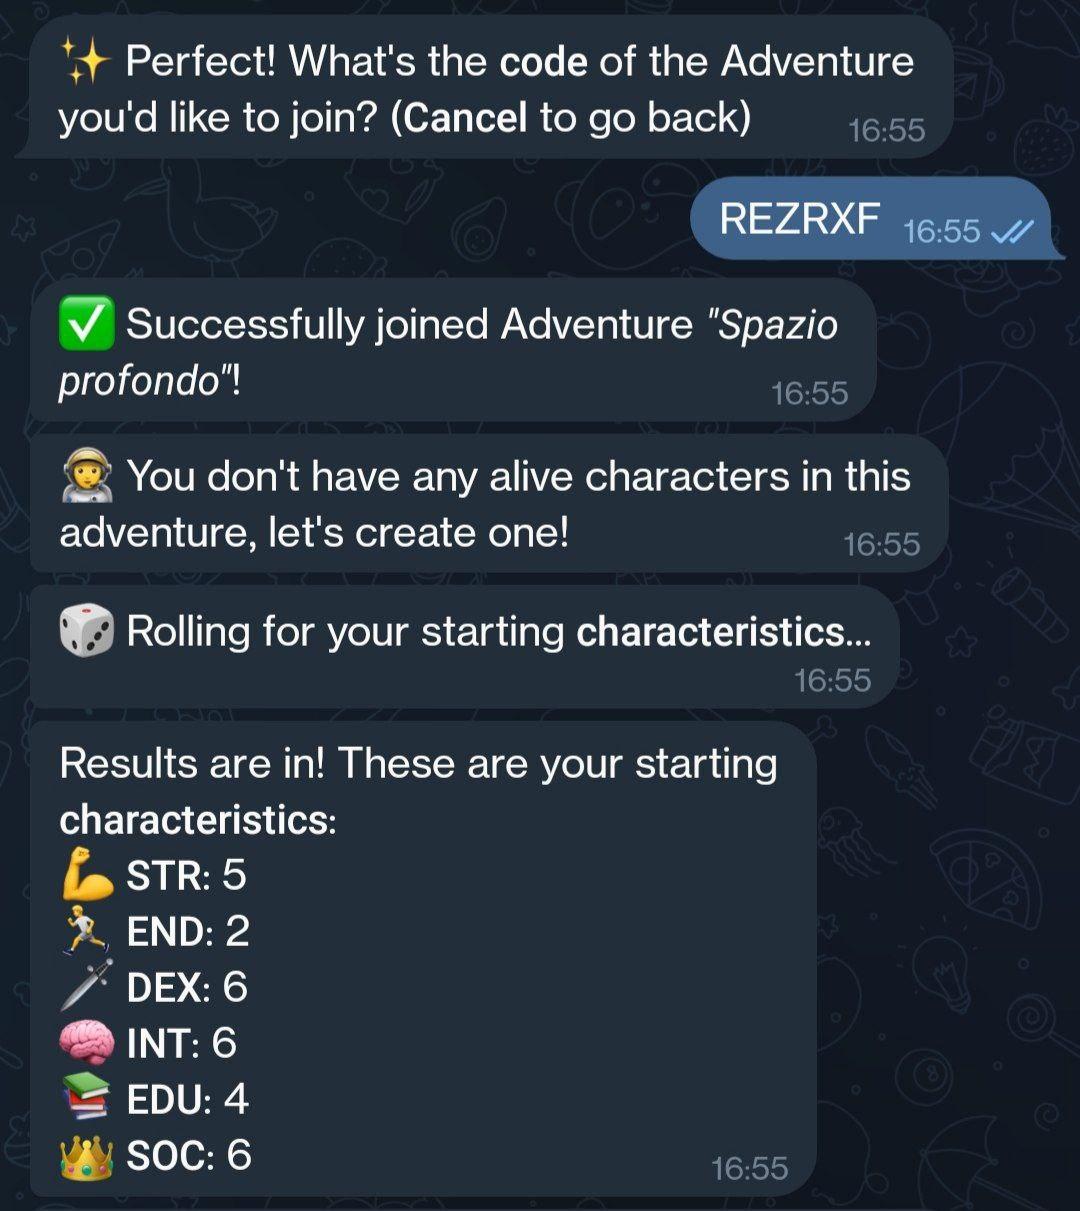 ✨ Perfect! What's the code of the Adventure
you'd like to join? (Cancel to go back)
16:55
REZRXF 16:55
✅ Successfully joined Adventure "Spazio
profondo"!
16:55
🧑‍🚀 You don't have any alive characters in this
adventure, let's create one!
16:55
🎲 Rolling for your starting characteristics...
16:55
Results are in! These are your starting
characteristics:
💪 STR: 5
🏃 END: 2
🗡 DEX: 6
🧠 INT: 6
📚 EDU: 4
👑 SOC: 6
16:55